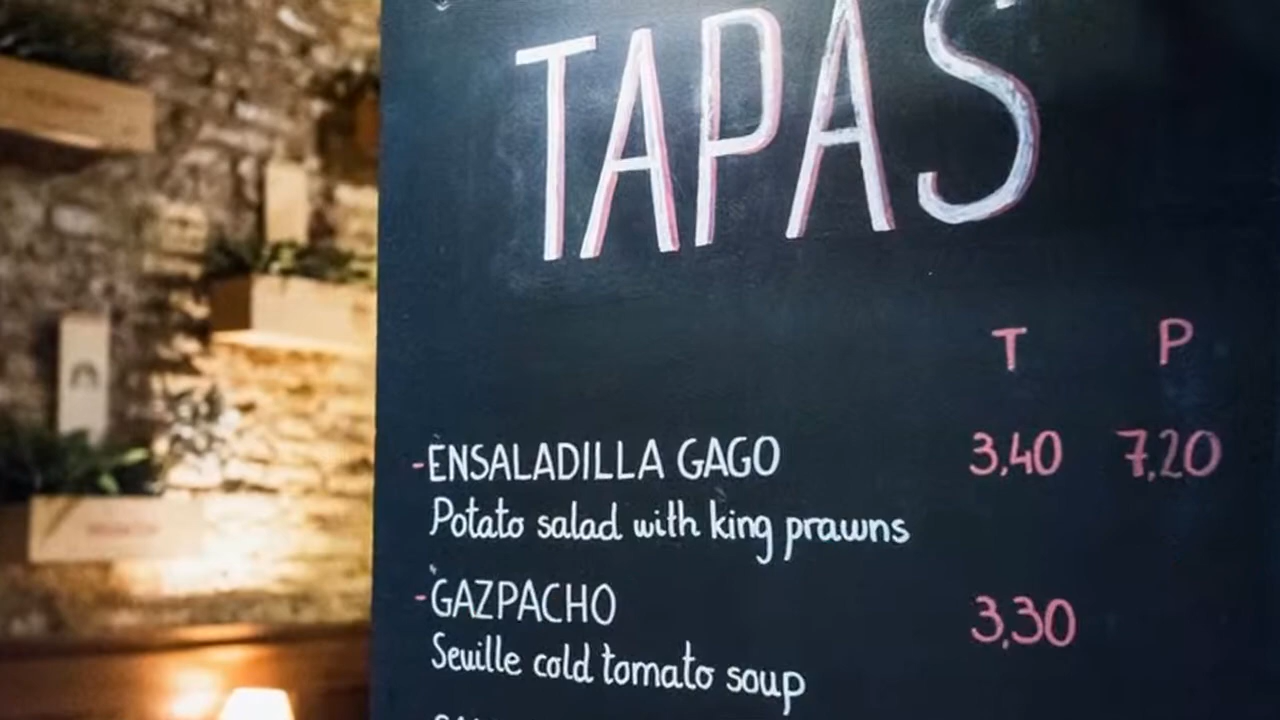 TAPAS
T P
-ENSALADILLA GAGO 3,40 7,20
Potato salad with king prawns
-GAZPACHO 3,30
Seville cold tomato soup